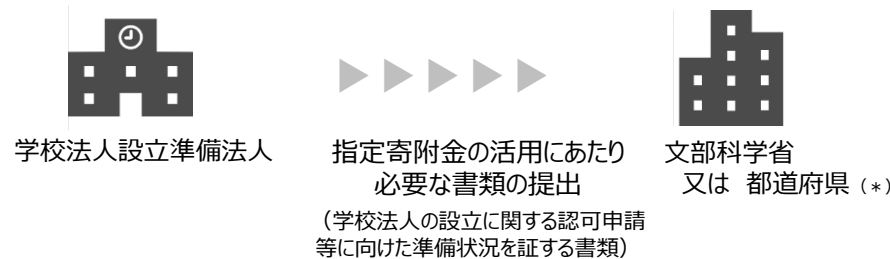 学校法人設立準備法人
指定寄附金の活用にあたり
必要な書類の提出
（学校法人の設立に関する認可申請
等に向けた準備状況を証する書類）
文部科学省
又は 都道府県（*）